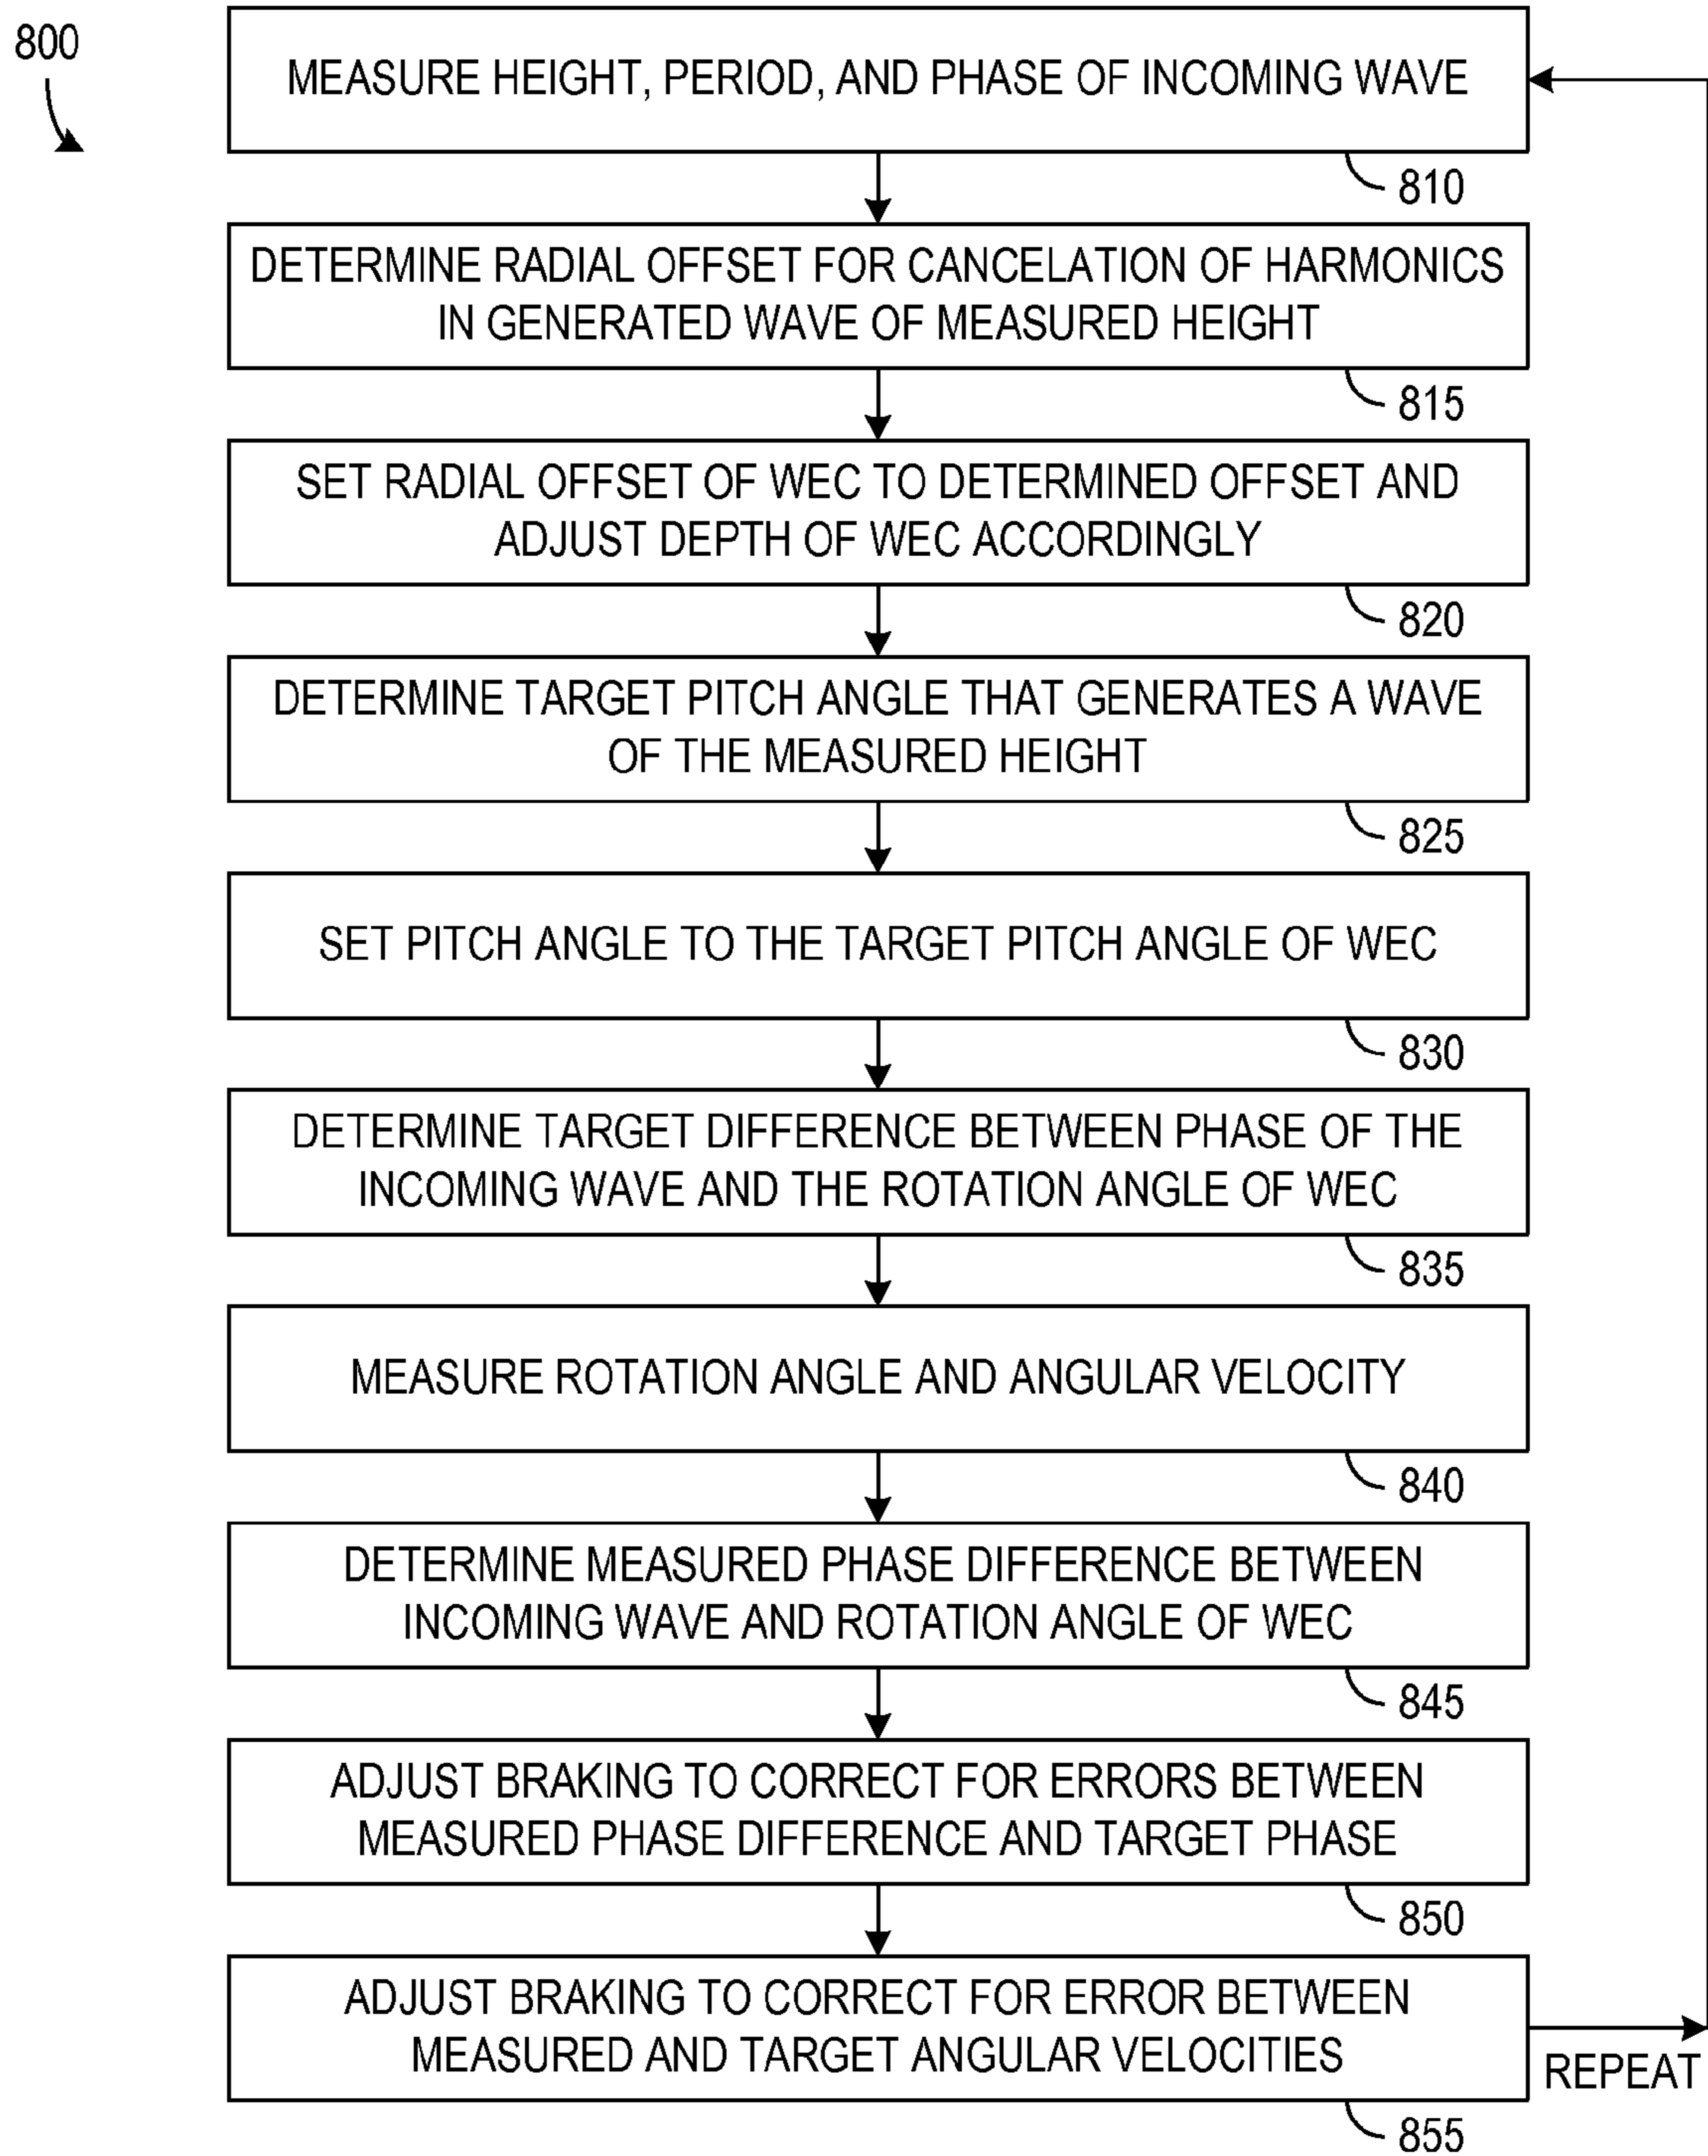 800
MEASURE HEIGHT, PERIOD, AND PHASE OF INCOMING WAVE
810
DETERMINE RADIAL OFFSET FOR CANCELATION OF HARMONICS
IN GENERATED WAVE OF MEASURED HEIGHT
815
SET RADIAL OFFSET OF WEC TO DETERMINED OFFSET AND
ADJUST DEPTH OF WEC ACCORDINGLY
820
DETERMINE TARGET PITCH ANGLE THAT GENERATES A WAVE
OF THE MEASURED HEIGHT
825
SET PITCH ANGLE TO THE TARGET PITCH ANGLE OF WEC
830
DETERMINE TARGET DIFFERENCE BETWEEN PHASE OF THE
INCOMING WAVE AND THE ROTATION ANGLE OF WEC
835
MEASURE ROTATION ANGLE AND ANGULAR VELOCITY
840
DETERMINE MEASURED PHASE DIFFERENCE BETWEEN
INCOMING WAVE AND ROTATION ANGLE OF WEC
845
ADJUST BRAKING TO CORRECT FOR ERRORS BETWEEN
MEASURED PHASE DIFFERENCE AND TARGET PHASE
850
ADJUST BRAKING TO CORRECT FOR ERROR BETWEEN
MEASURED AND TARGET ANGULAR VELOCITIES
REPEAT
855